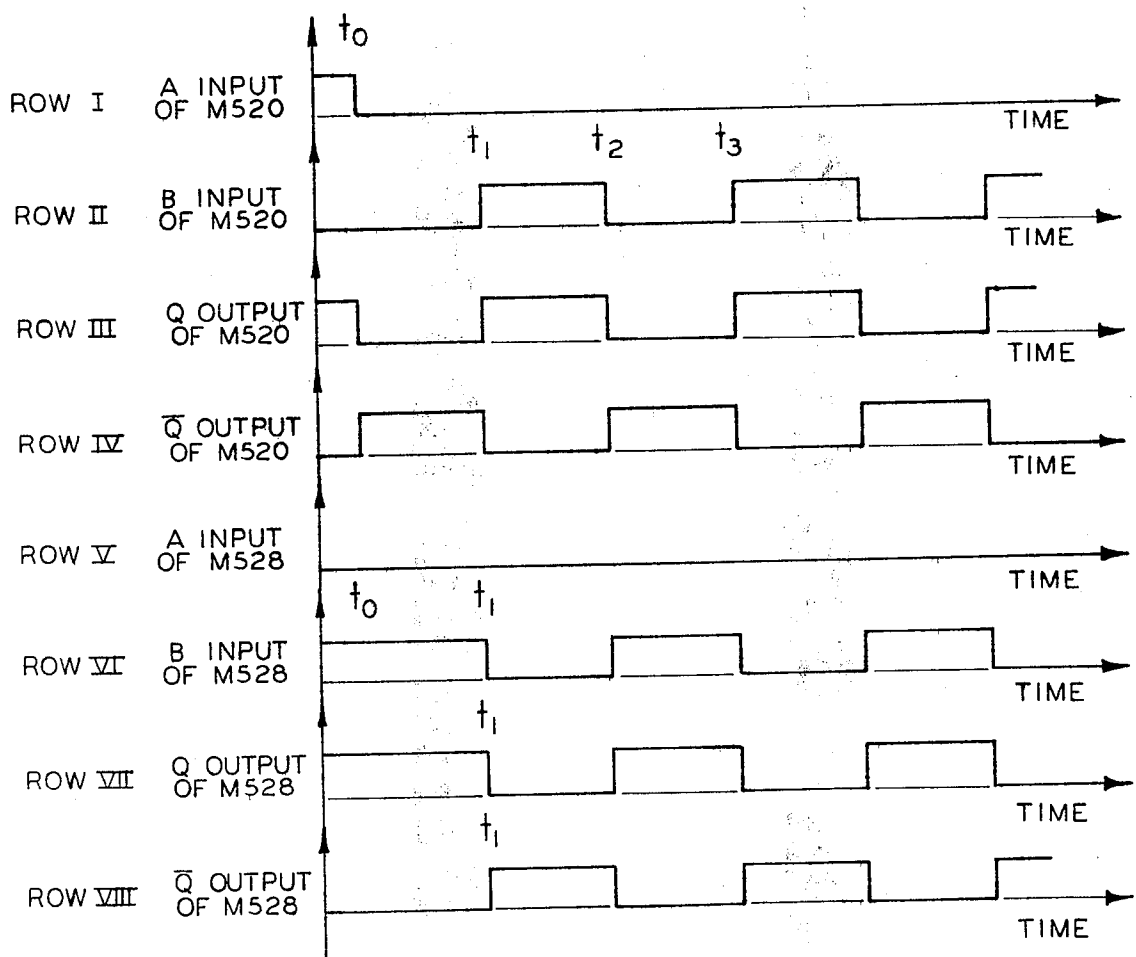 t0
ROW I A INPUT OF M520
TIME
t1 t2 t3
ROW II B INPUT OF M520
TIME
ROW III Q OUTPUT OF M520
TIME
ROW IV Q̅ OUTPUT OF M520
TIME
ROW V A INPUT OF M528
TIME
t0 t1
ROW VI B INPUT OF M528
TIME
t1
ROW VII Q OUTPUT OF M528
TIME
t1
ROW VIII Q̅ OUTPUT OF M528
TIME